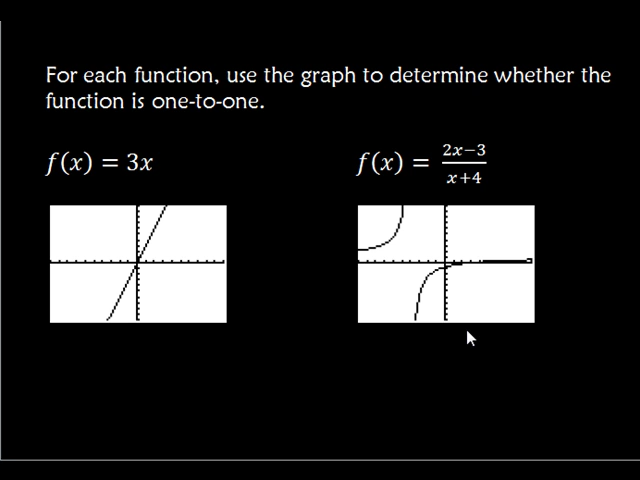 For each function, use the graph to determine whether the
function is one-to-one.
f(x) = 3x
f(x) = \frac{2x-3}{x+4}